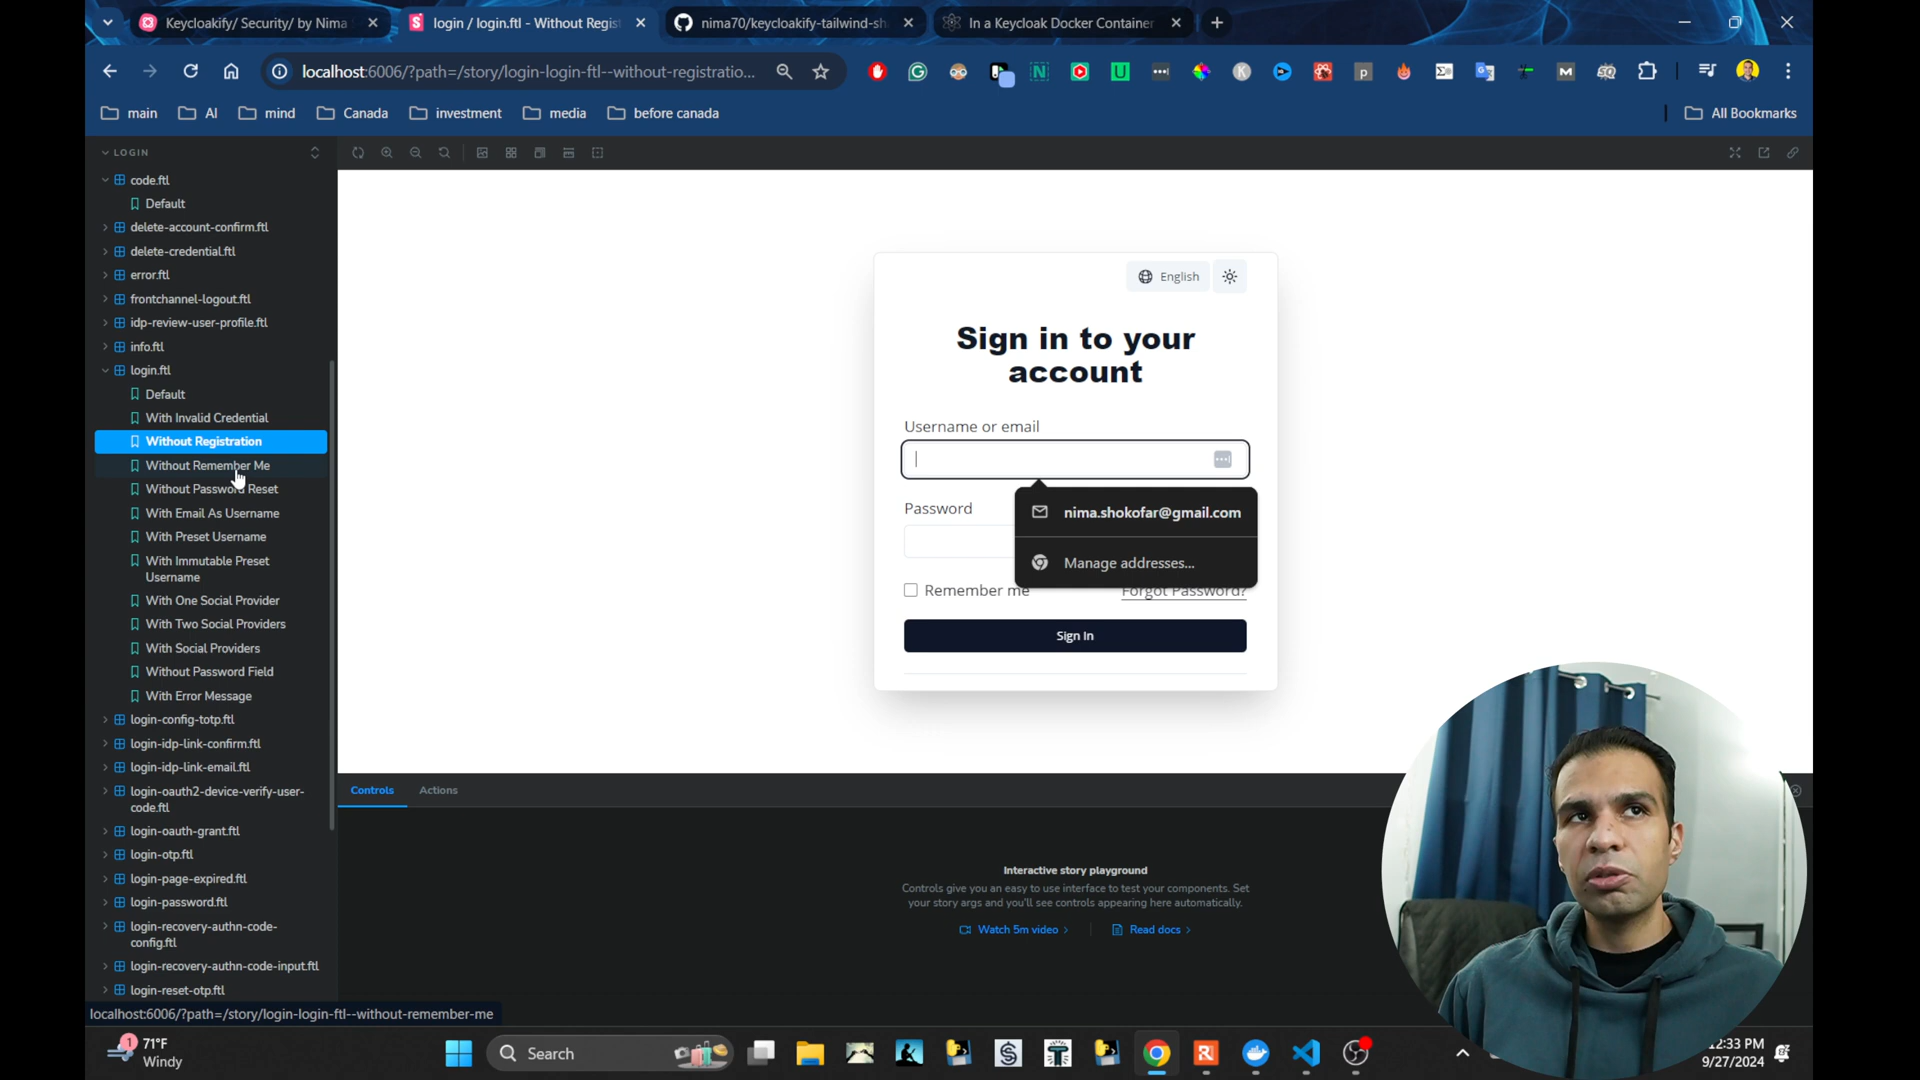 Keycloakify/ Security/ by Nima
login / login.ftl - Without Regist
nima70/keycloakify-tailwind-sh
In a Keycloak Docker Container
localhost:6006/?path=/story/login-login-ftl--without-registratio...
main
AI
mind
Canada
investment
media
before canada
All Bookmarks
LOGIN
code.ftl
Default
delete-account-confirm.ftl
delete-credential.ftl
error.ftl
frontchannel-logout.ftl
idp-review-user-profile.ftl
info.ftl
login.ftl
Default
With Invalid Credential
Without Registration
Without Remember Me
Without Password Reset
With Email As Username
With Preset Username
With Immutable Preset
Username
With One Social Provider
With Two Social Providers
With Social Providers
Without Password Field
With Error Message
login-config-totp.ftl
login-idp-link-confirm.ftl
login-idp-link-email.ftl
login-oauth2-device-verify-user-
code.ftl
login-oauth-grant.ftl
login-otp.ftl
login-page-expired.ftl
login-password.ftl
login-recovery-authn-code-
config.ftl
login-recovery-authn-code-input.ftl
login-reset-otp.ftl
localhost:6006/?path=/story/login-login-ftl--without-remember-me
English
Sign in to your
account
Username or email
Password
nima.shokofar@gmail.com
Manage addresses...
Remember me
Forgot Password?
Sign In
Controls
Actions
Interactive story playground
Controls give you an easy to use interface to test your components. Set
your story args and you'll see controls appearing here automatically.
Watch 5m video
Read docs
1
71°F
Windy
Search
12:33 PM
9/27/2024